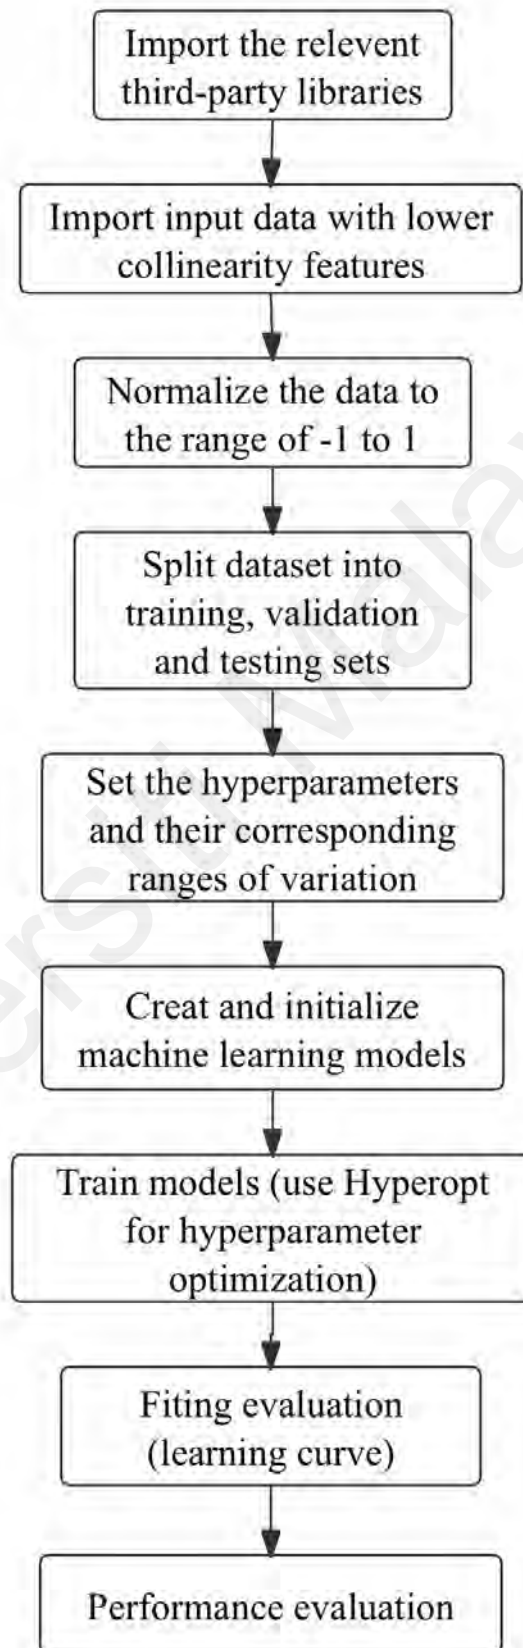 Import the relevent
third-party libraries
Import input data with lower
collinearity features
Normalize the data to
the range of -1 to 1
Split dataset into
training, validation
and testing sets
Set the hyperparameters
and their corresponding
ranges of variation
Creat and initialize
machine learning models
Train models (use Hyperopt
for hyperparameter
optimization)
Fiting evaluation
(learning curve)
Performance evaluation